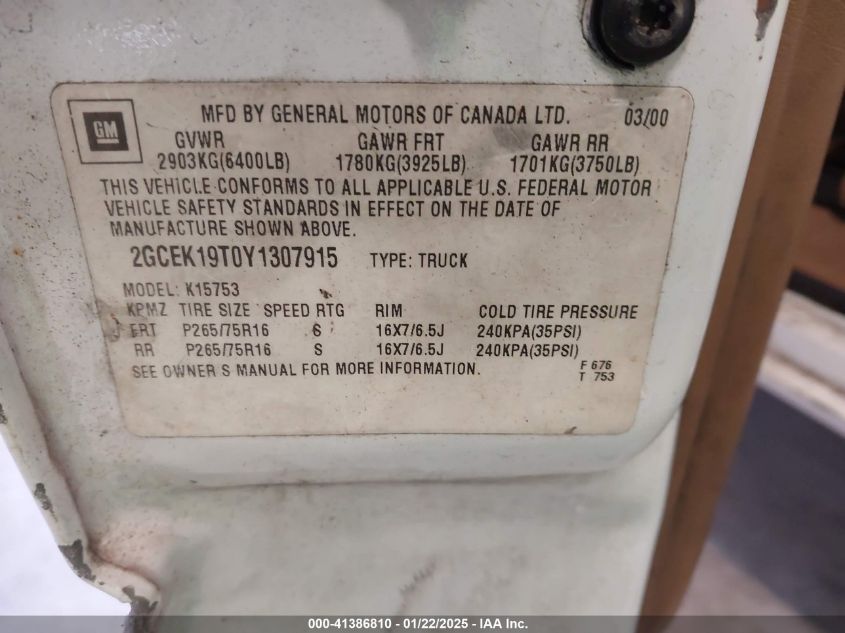 GM
MFD BY GENERAL MOTORS OF CANADA LTD. 03/00
GVWR GAWR FRT GAWR RR
2903KG(6400LB) 1780KG(3925LB) 1701KG(3750LB)
THIS VEHICLE CONFORMS TO ALL APPLICABLE U.S. FEDERAL MOTOR
VEHICLE SAFETY STANDARDS IN EFFECT ON THE DATE OF
MANUFACTURE SHOWN ABOVE.
2GCEK19T0Y1307915 TYPE: TRUCK
MODEL: K15753
KPMZ TIRE SIZE SPEED RTG RIM COLD TIRE PRESSURE
FRT P265/75R16 S 16X7/6.5J 240KPA(35PSI)
RR P265/75R16 S 16X7/6.5J 240KPA(35PSI)
SEE OWNER S MANUAL FOR MORE INFORMATION. F 676
T 753
000-41386810 - 01/22/2025 - IAA Inc.